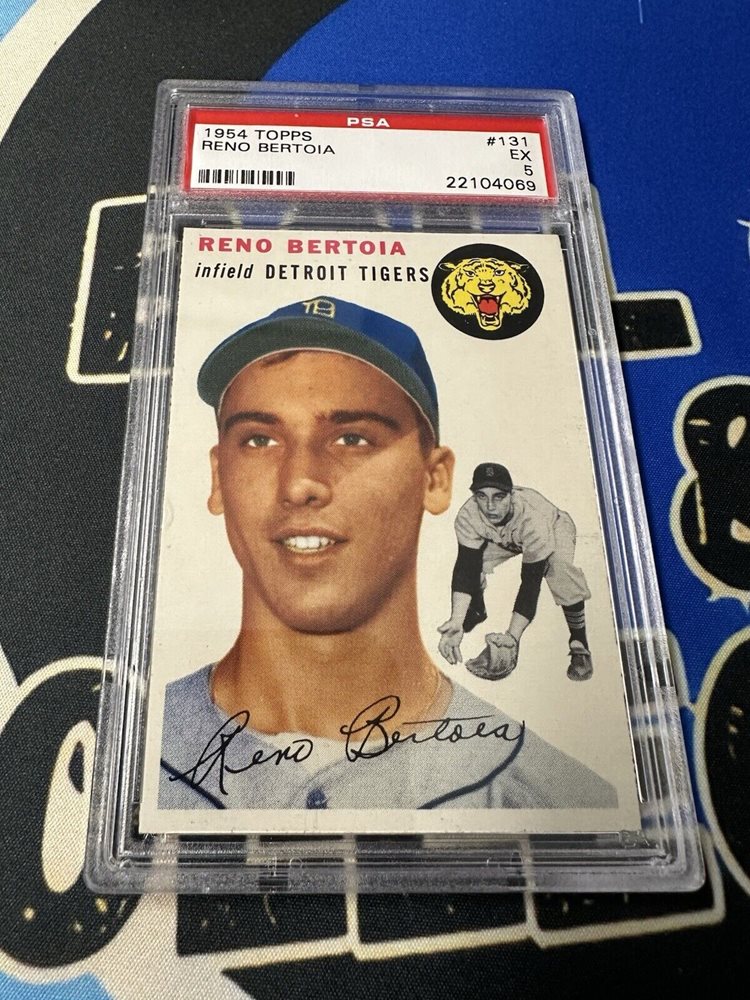 PSA
1954 TOPPS #131
RENO BERTOIA EX
5
22104069
RENO BERTOIA
infield DETROIT TIGERS
D
B
Reno Bertoia